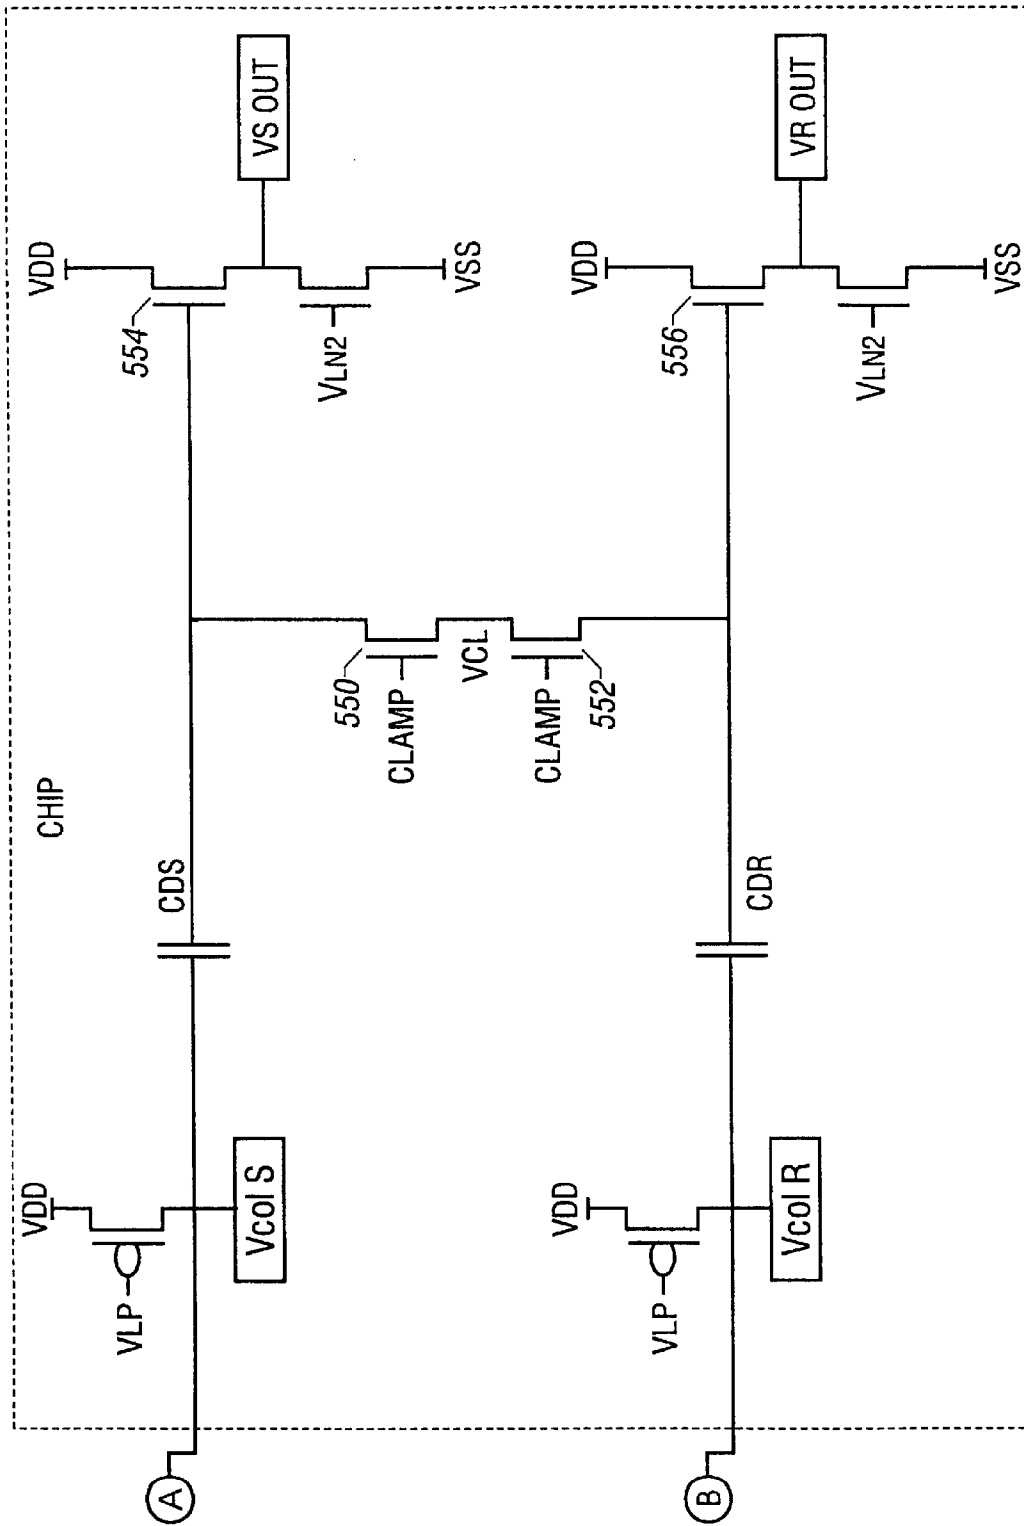 CHIP
A
VLP
VDD
Vcol S
CDS
550
CLAMP
VCL
CLAMP
552
VDD
554
VLN2
VSS
VS OUT
B
VLP
VDD
Vcol R
CDR
VDD
556
VLN2
VSS
VR OUT